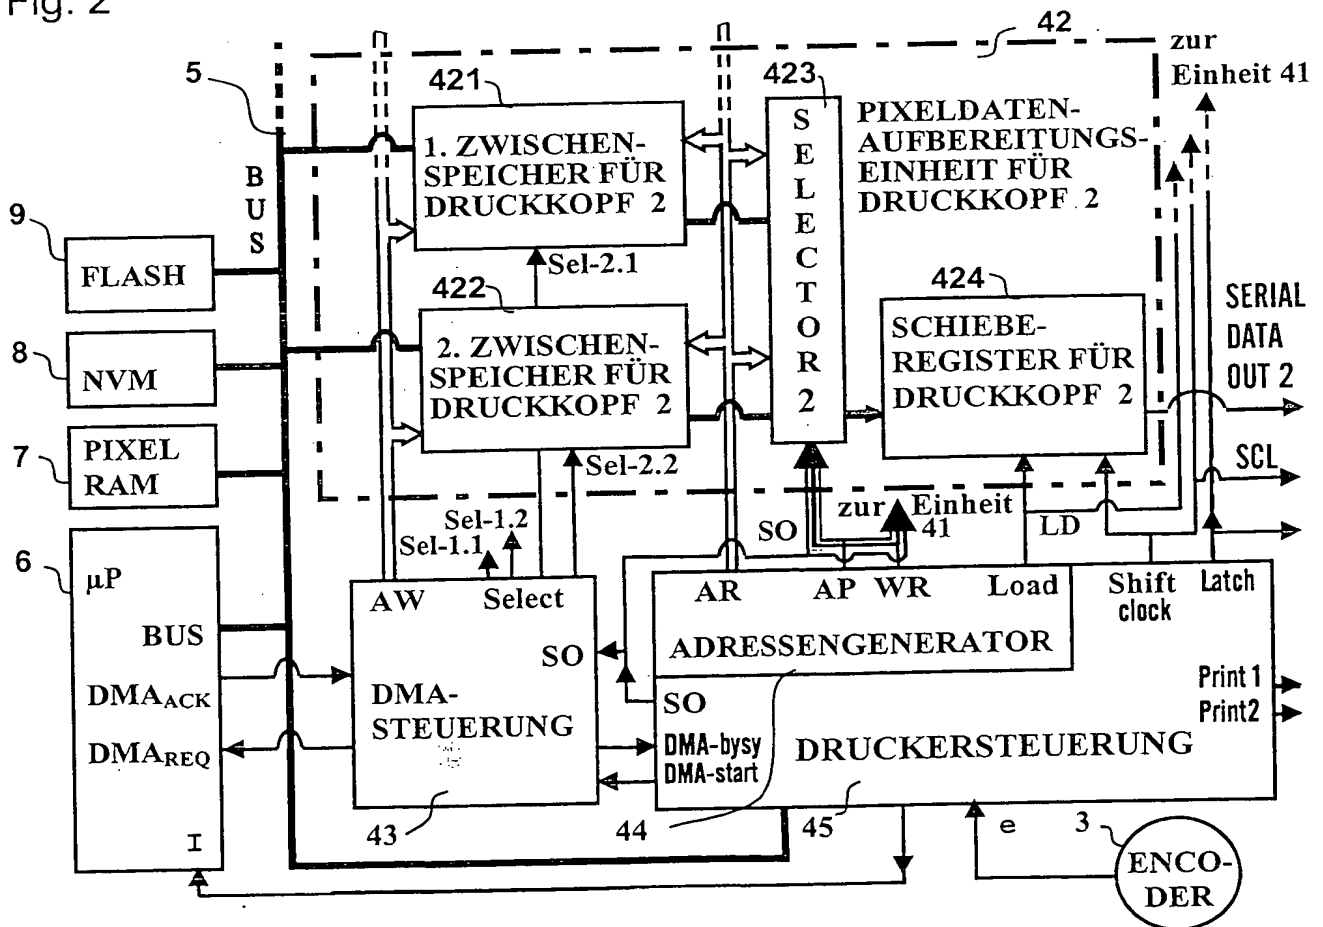 Fig. 2
42
zur
Einheit 41
5
421
423
1. ZWISCHEN-
SPEICHER FÜR
DRUCKKOPF 2
S
E
L
E
C
T
O
R
2
PIXELDATEN-
AUFBEREITUNGS-
EINHEIT FÜR
DRUCKKOPF 2
B
U
S
9
FLASH
Sel-2.1
422
424
2. ZWISCHEN-
SPEICHER FÜR
DRUCKKOPF 2
SCHIEBE-
REGISTER FÜR
DRUCKKOPF 2
SERIAL
DATA
OUT 2
8
NVM
7
PIXEL
RAM
Sel-2.2
SCL
Sel-1.2
Sel-1.1
SO
zur Einheit
41
LD
6
µP
BUS
DMAACK
DMAREQ
I
AW
Select
SO
DMA-
STEUERUNG
43
AR
AP
WR
Load
Shift
clock
Latch
ADRESSENGENERATOR
SO
DMA-bysy
DMA-start
DRUCKERSTEUERUNG
Print 1
Print2
44
45
e
3
ENCO-
DER